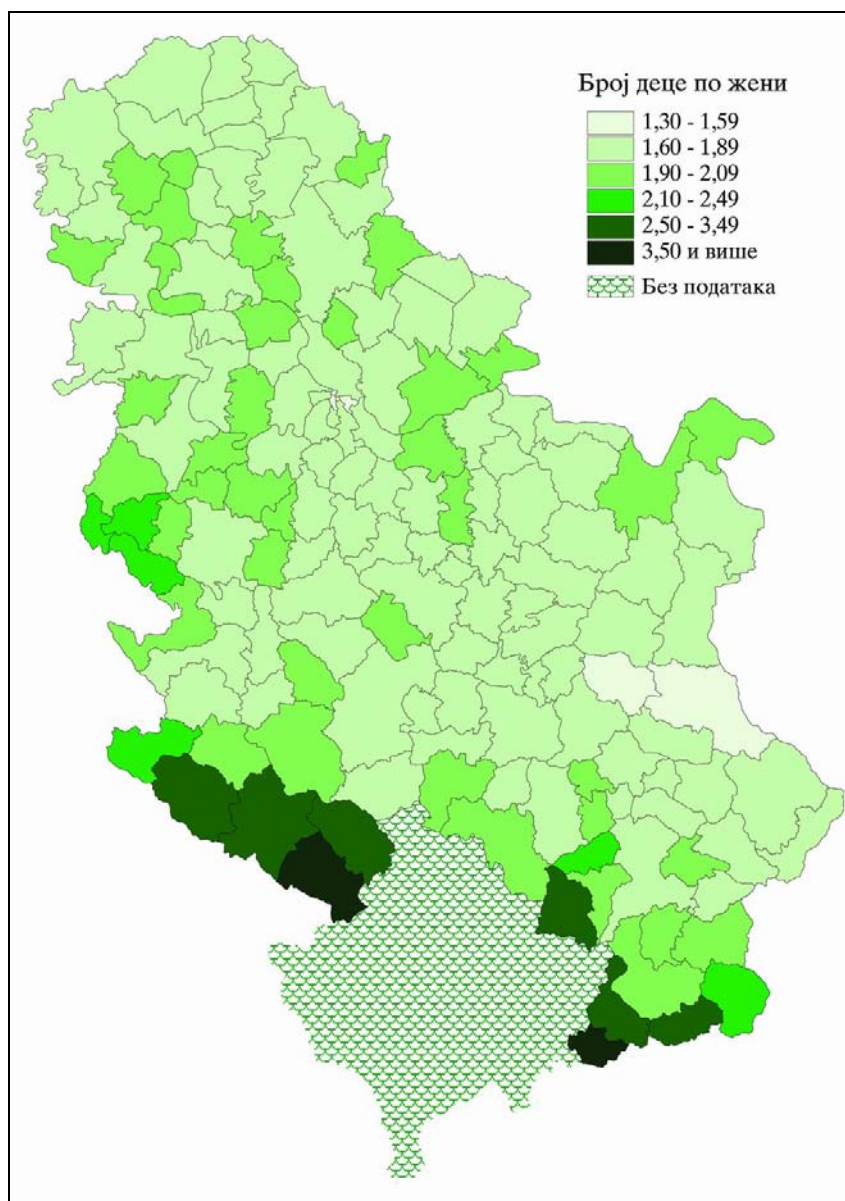 Број деце по жени
1,30 - 1,59
1,60 - 1,89
1,90 - 2,09
2,10 - 2,49
2,50 - 3,49
3,50 и више
Без података